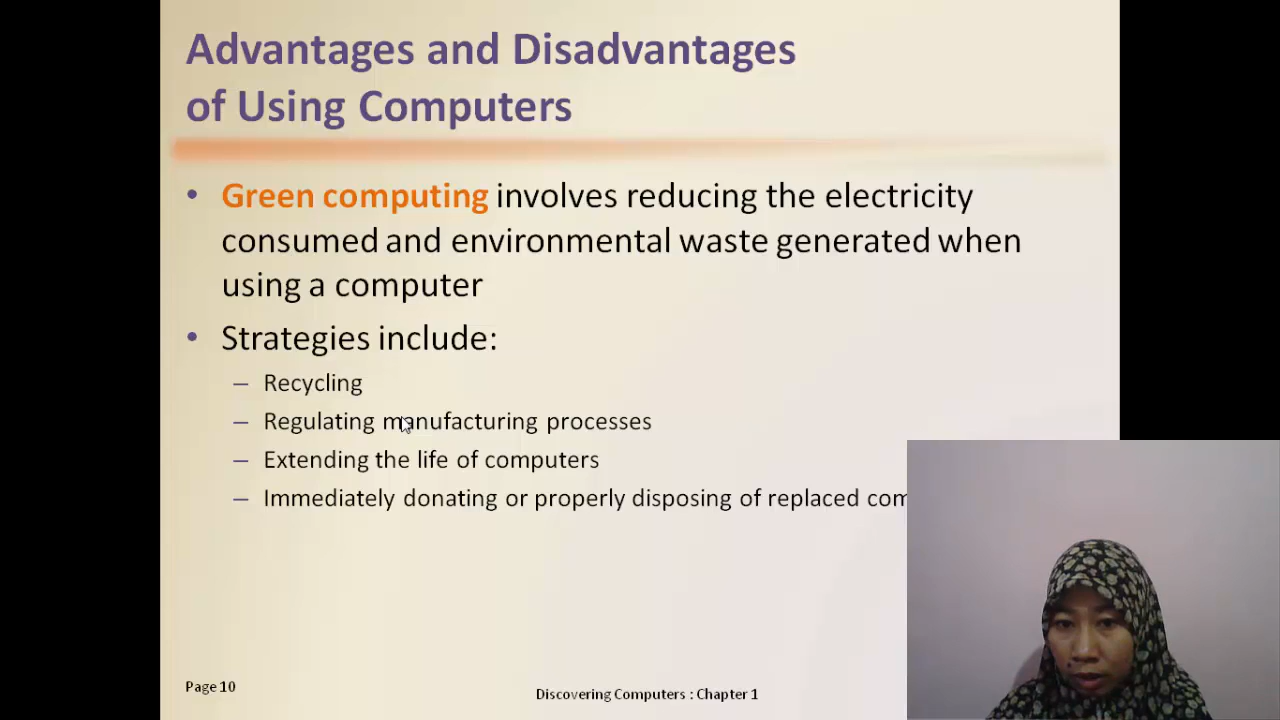 Advantages and Disadvantages
of Using Computers
• Green computing involves reducing the electricity
consumed and environmental waste generated when
using a computer
• Strategies include:
– Recycling
– Regulating manufacturing processes
– Extending the life of computers
– Immediately donating or properly disposing of replaced
Page 10
Discovering Computers : Chapter 1